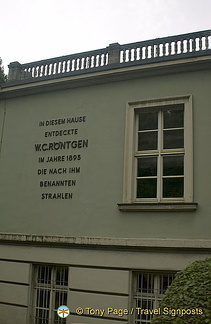 IN DIESEM HAUSE
ENTDECKTE
W.C.RÖNTGEN
IM JAHRE 1895
DIE NACH IHM
BENANNTEN
STRAHLEN
© Tony Page / Travel Signposts